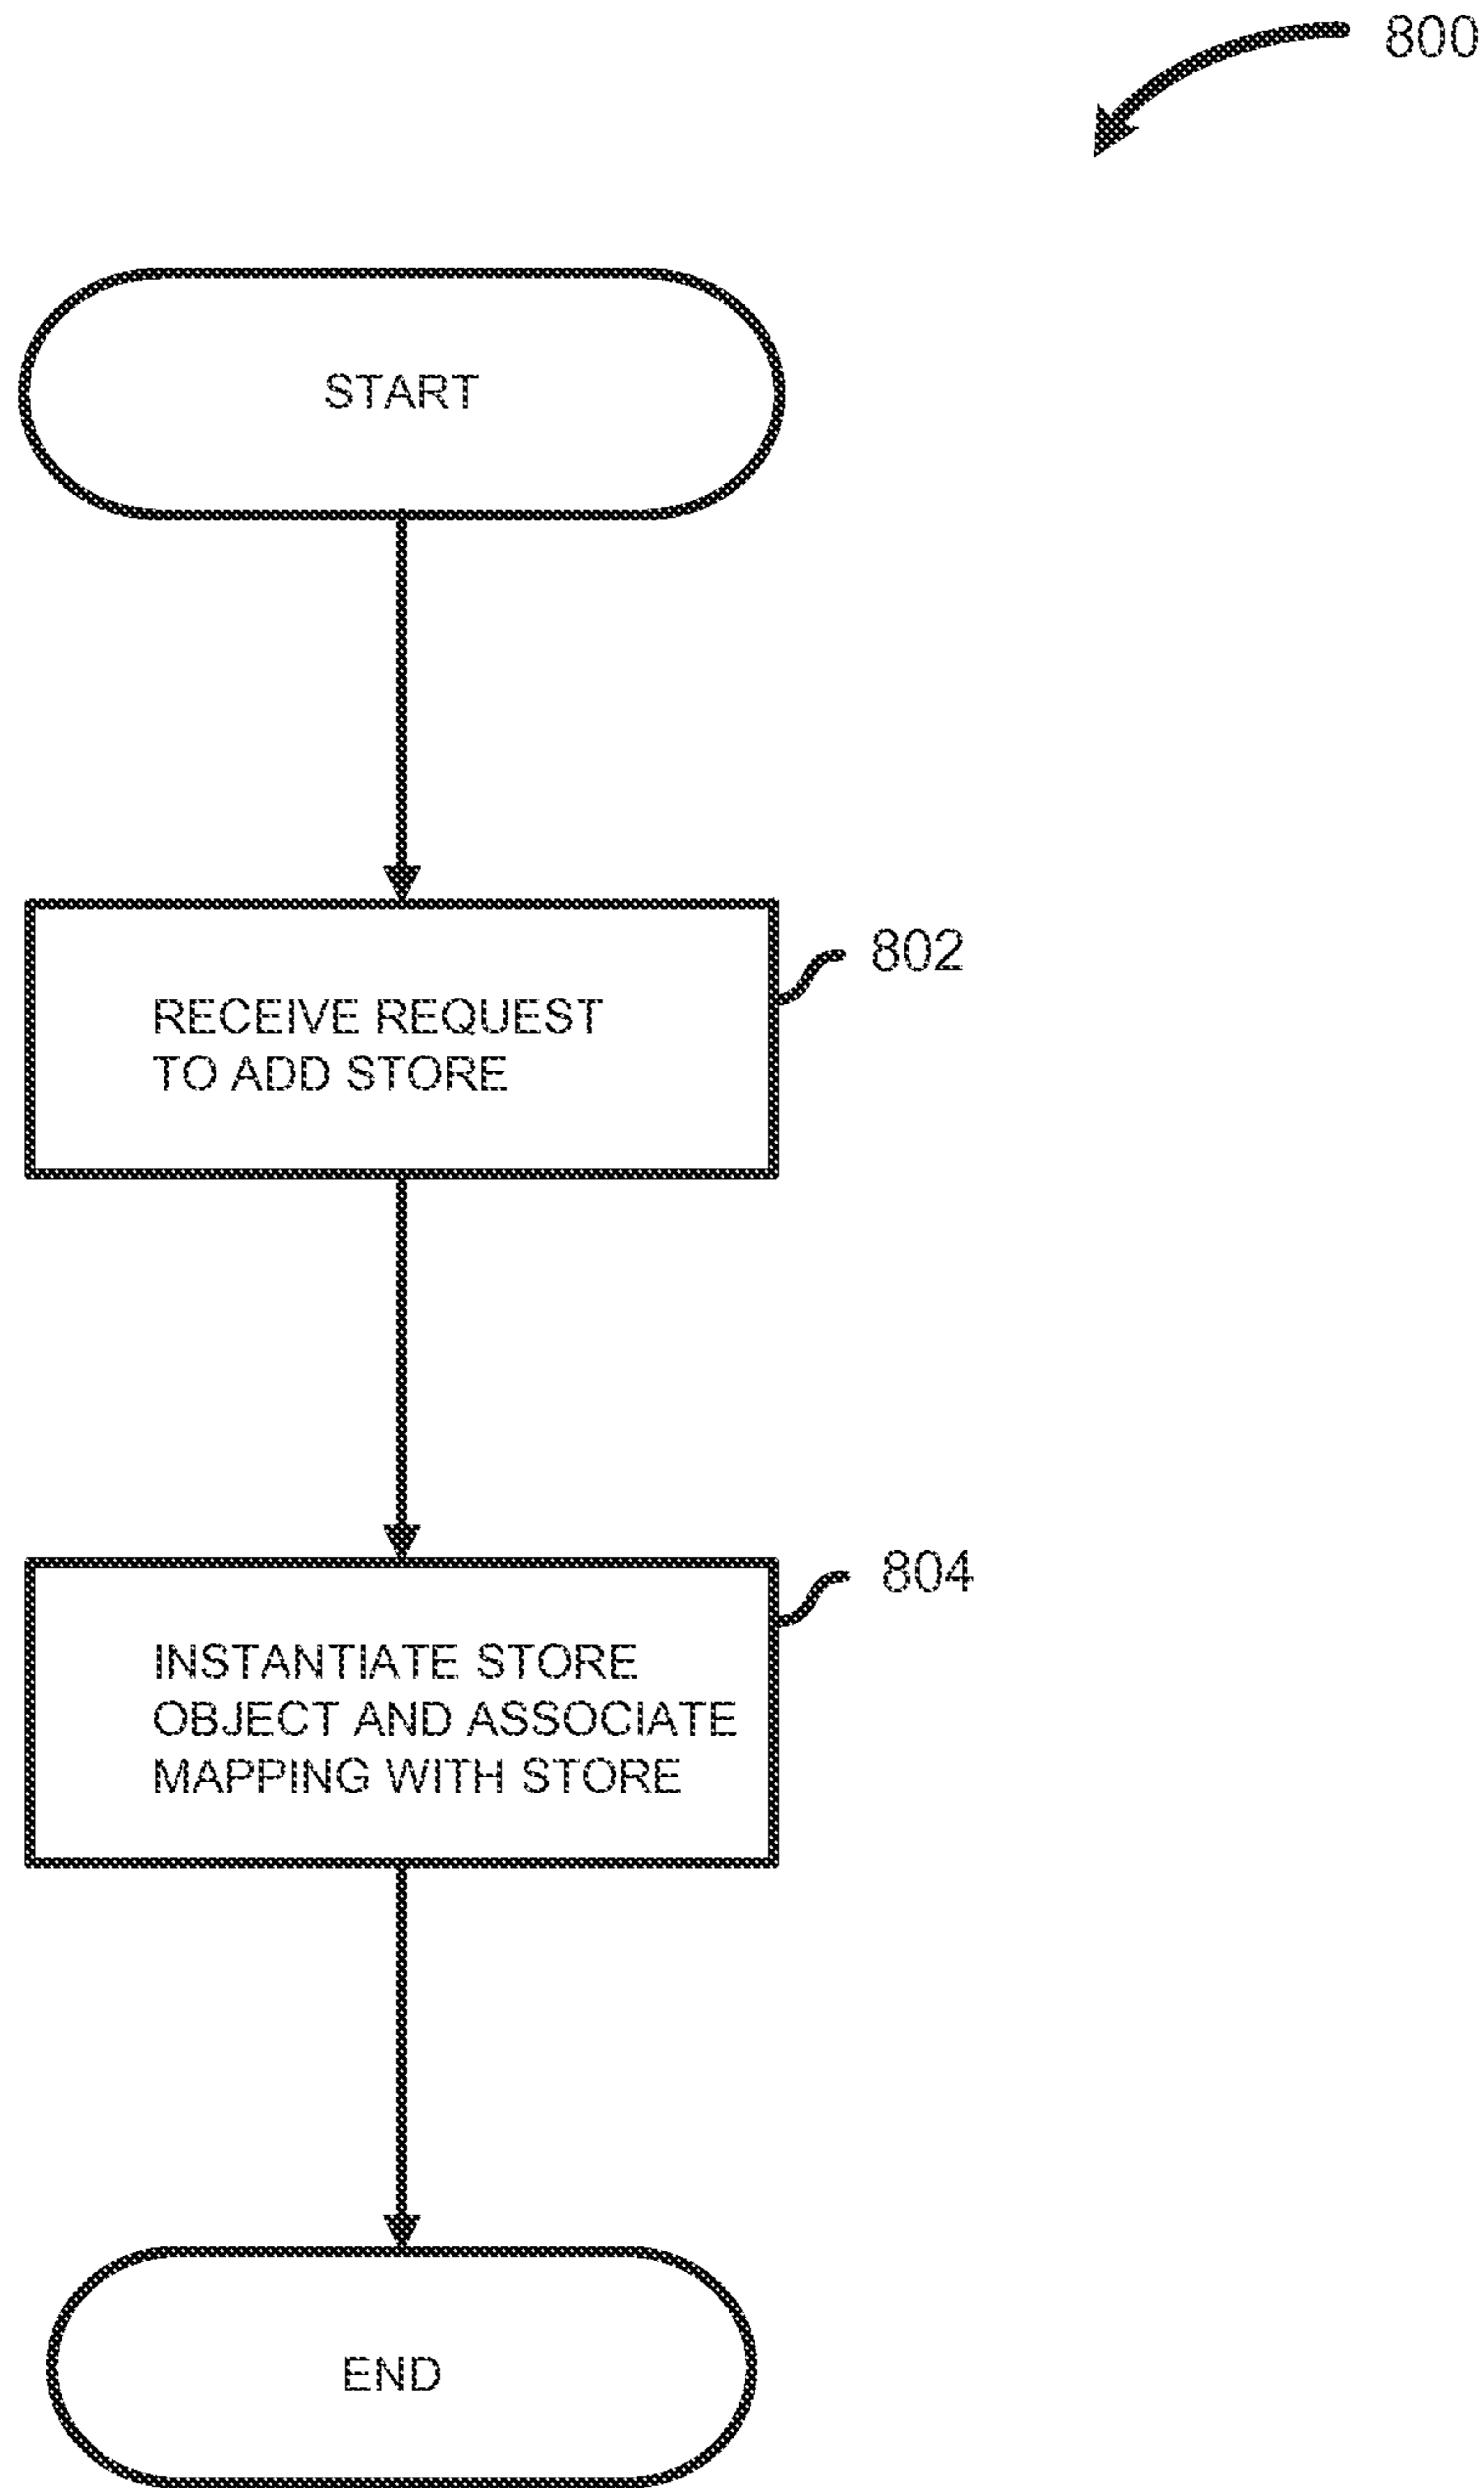 800
START
802
RECEIVE REQUEST
TO ADD STORE
804
INSTANTIATE STORE
OBJECT AND ASSOCIATE
MAPPING WITH STORE
END